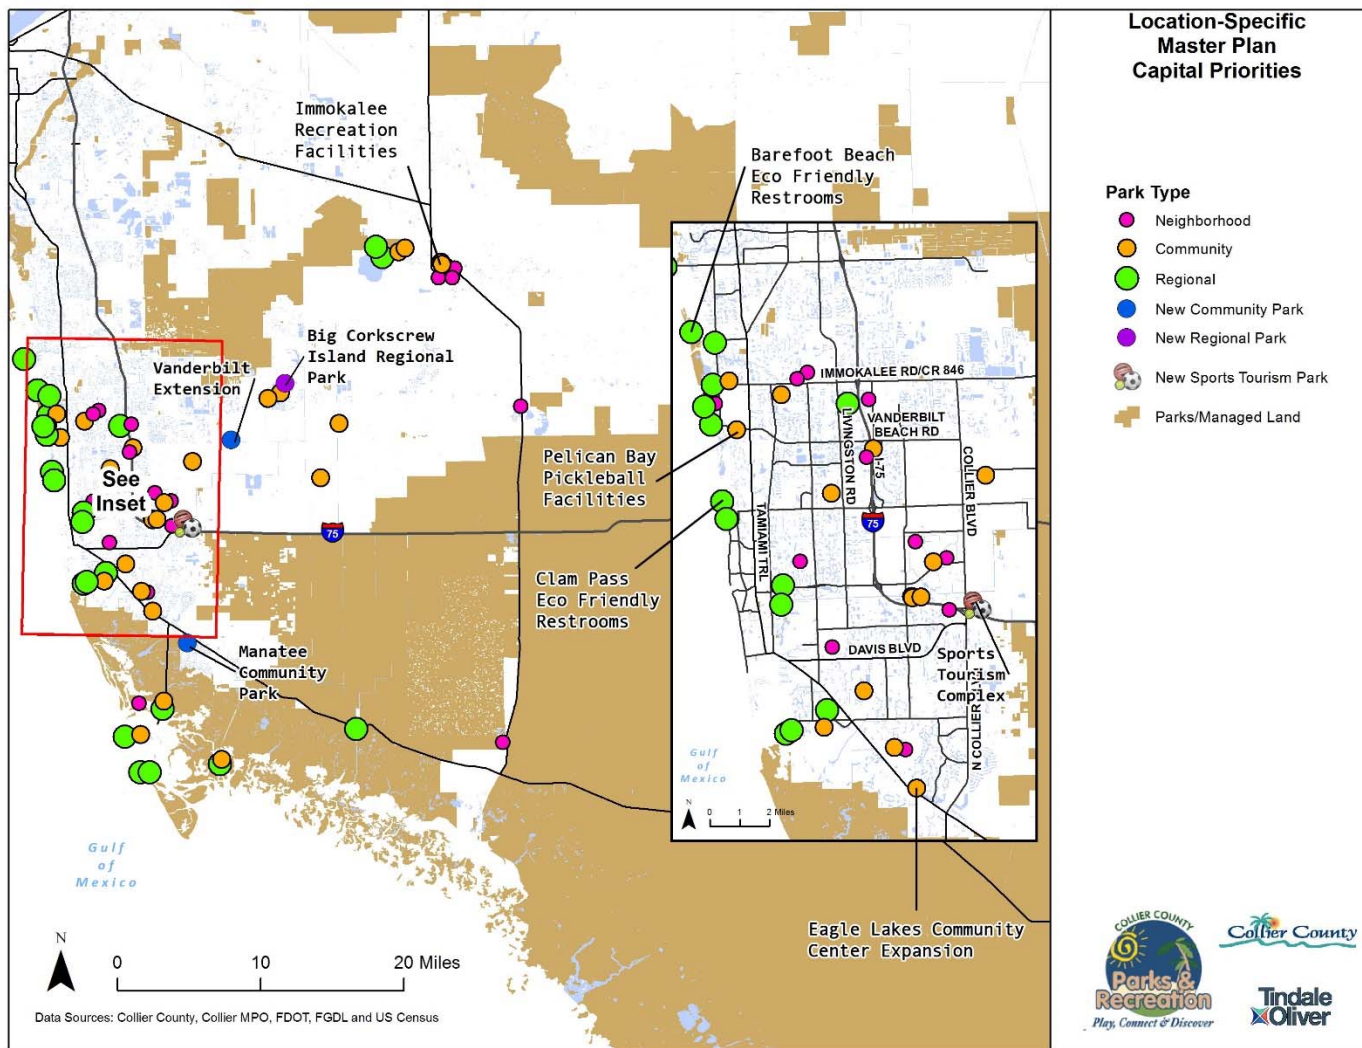 Location-Specific
Master Plan
Capital Priorities
Immokalee
Recreation
Facilities
Barefoot Beach
Eco Friendly
Restrooms
Park Type
Neighborhood
Community
Regional
New Community Park
New Regional Park
New Sports Tourism Park
Parks/Managed Land
Big Corkscrew
Island Regional
Park
Vanderbilt
Extension
See
Inset
75
Pelican Bay
Pickleball
Facilities
Clam Pass
Eco Friendly
Restrooms
Manatee
Community
Park
IMMOKALEE RD/CR 846
VANDERBILT
BEACH RD
LIVINGSTON RD
I-75
COLLIER BLVD
TAMIAMI TRL
75
DAVIS BLVD
Sports
Tourism
Complex
N COLLIER
Gulf
of
Mexico
N
0 1 2 Miles
Eagle Lakes Community
Center Expansion
Gulf
of
Mexico
N
0 10 20 Miles
Data Sources: Collier County, Collier MPO, FDOT, FGDL and US Census
COLLIER COUNTY
Parks &
Recreation
Play, Connect & Discover
Collier County
Tindale
Oliver